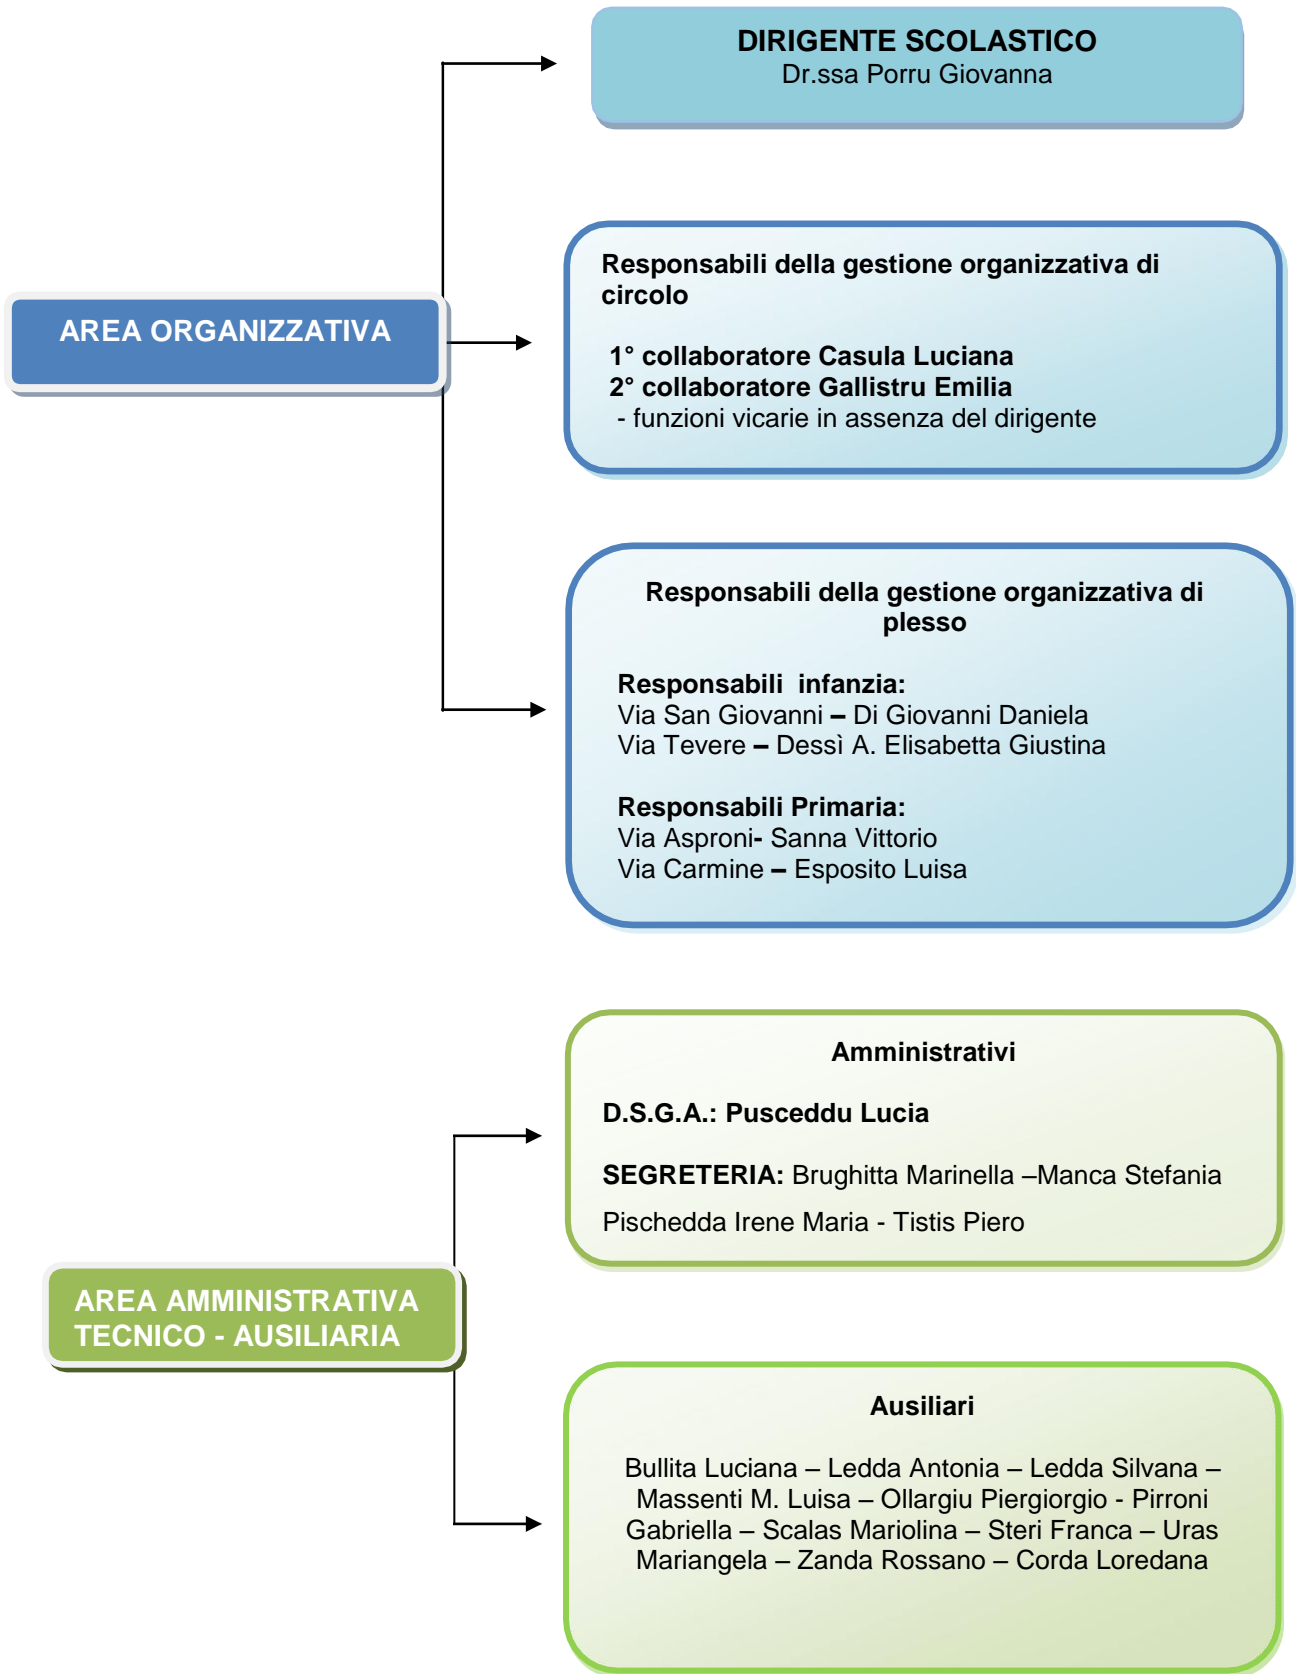 DIRIGENTE SCOLASTICO
Dr.ssa Porru Giovanna
AREA ORGANIZZATIVA
Responsabili della gestione organizzativa di
circolo
1° collaboratore Casula Luciana
2° collaboratore Gallistru Emilia
- funzioni vicarie in assenza del dirigente
Responsabili della gestione organizzativa di
plesso
Responsabili infanzia:
Via San Giovanni – Di Giovanni Daniela
Via Tevere – Dessì A. Elisabetta Giustina
Responsabili Primaria:
Via Asproni- Sanna Vittorio
Via Carmine – Esposito Luisa
AREA AMMINISTRATIVA
TECNICO - AUSILIARIA
Amministrativi
D.S.G.A.: Pusceddu Lucia
SEGRETERIA: Brughitta Marinella –Manca Stefania
Pischedda Irene Maria - Tistis Piero
Ausiliari
Bullita Luciana – Ledda Antonia – Ledda Silvana –
Massenti M. Luisa – Ollargiu Piergiorgio - Pirroni
Gabriella – Scalas Mariolina – Steri Franca – Uras
Mariangela – Zanda Rossano – Corda Loredana